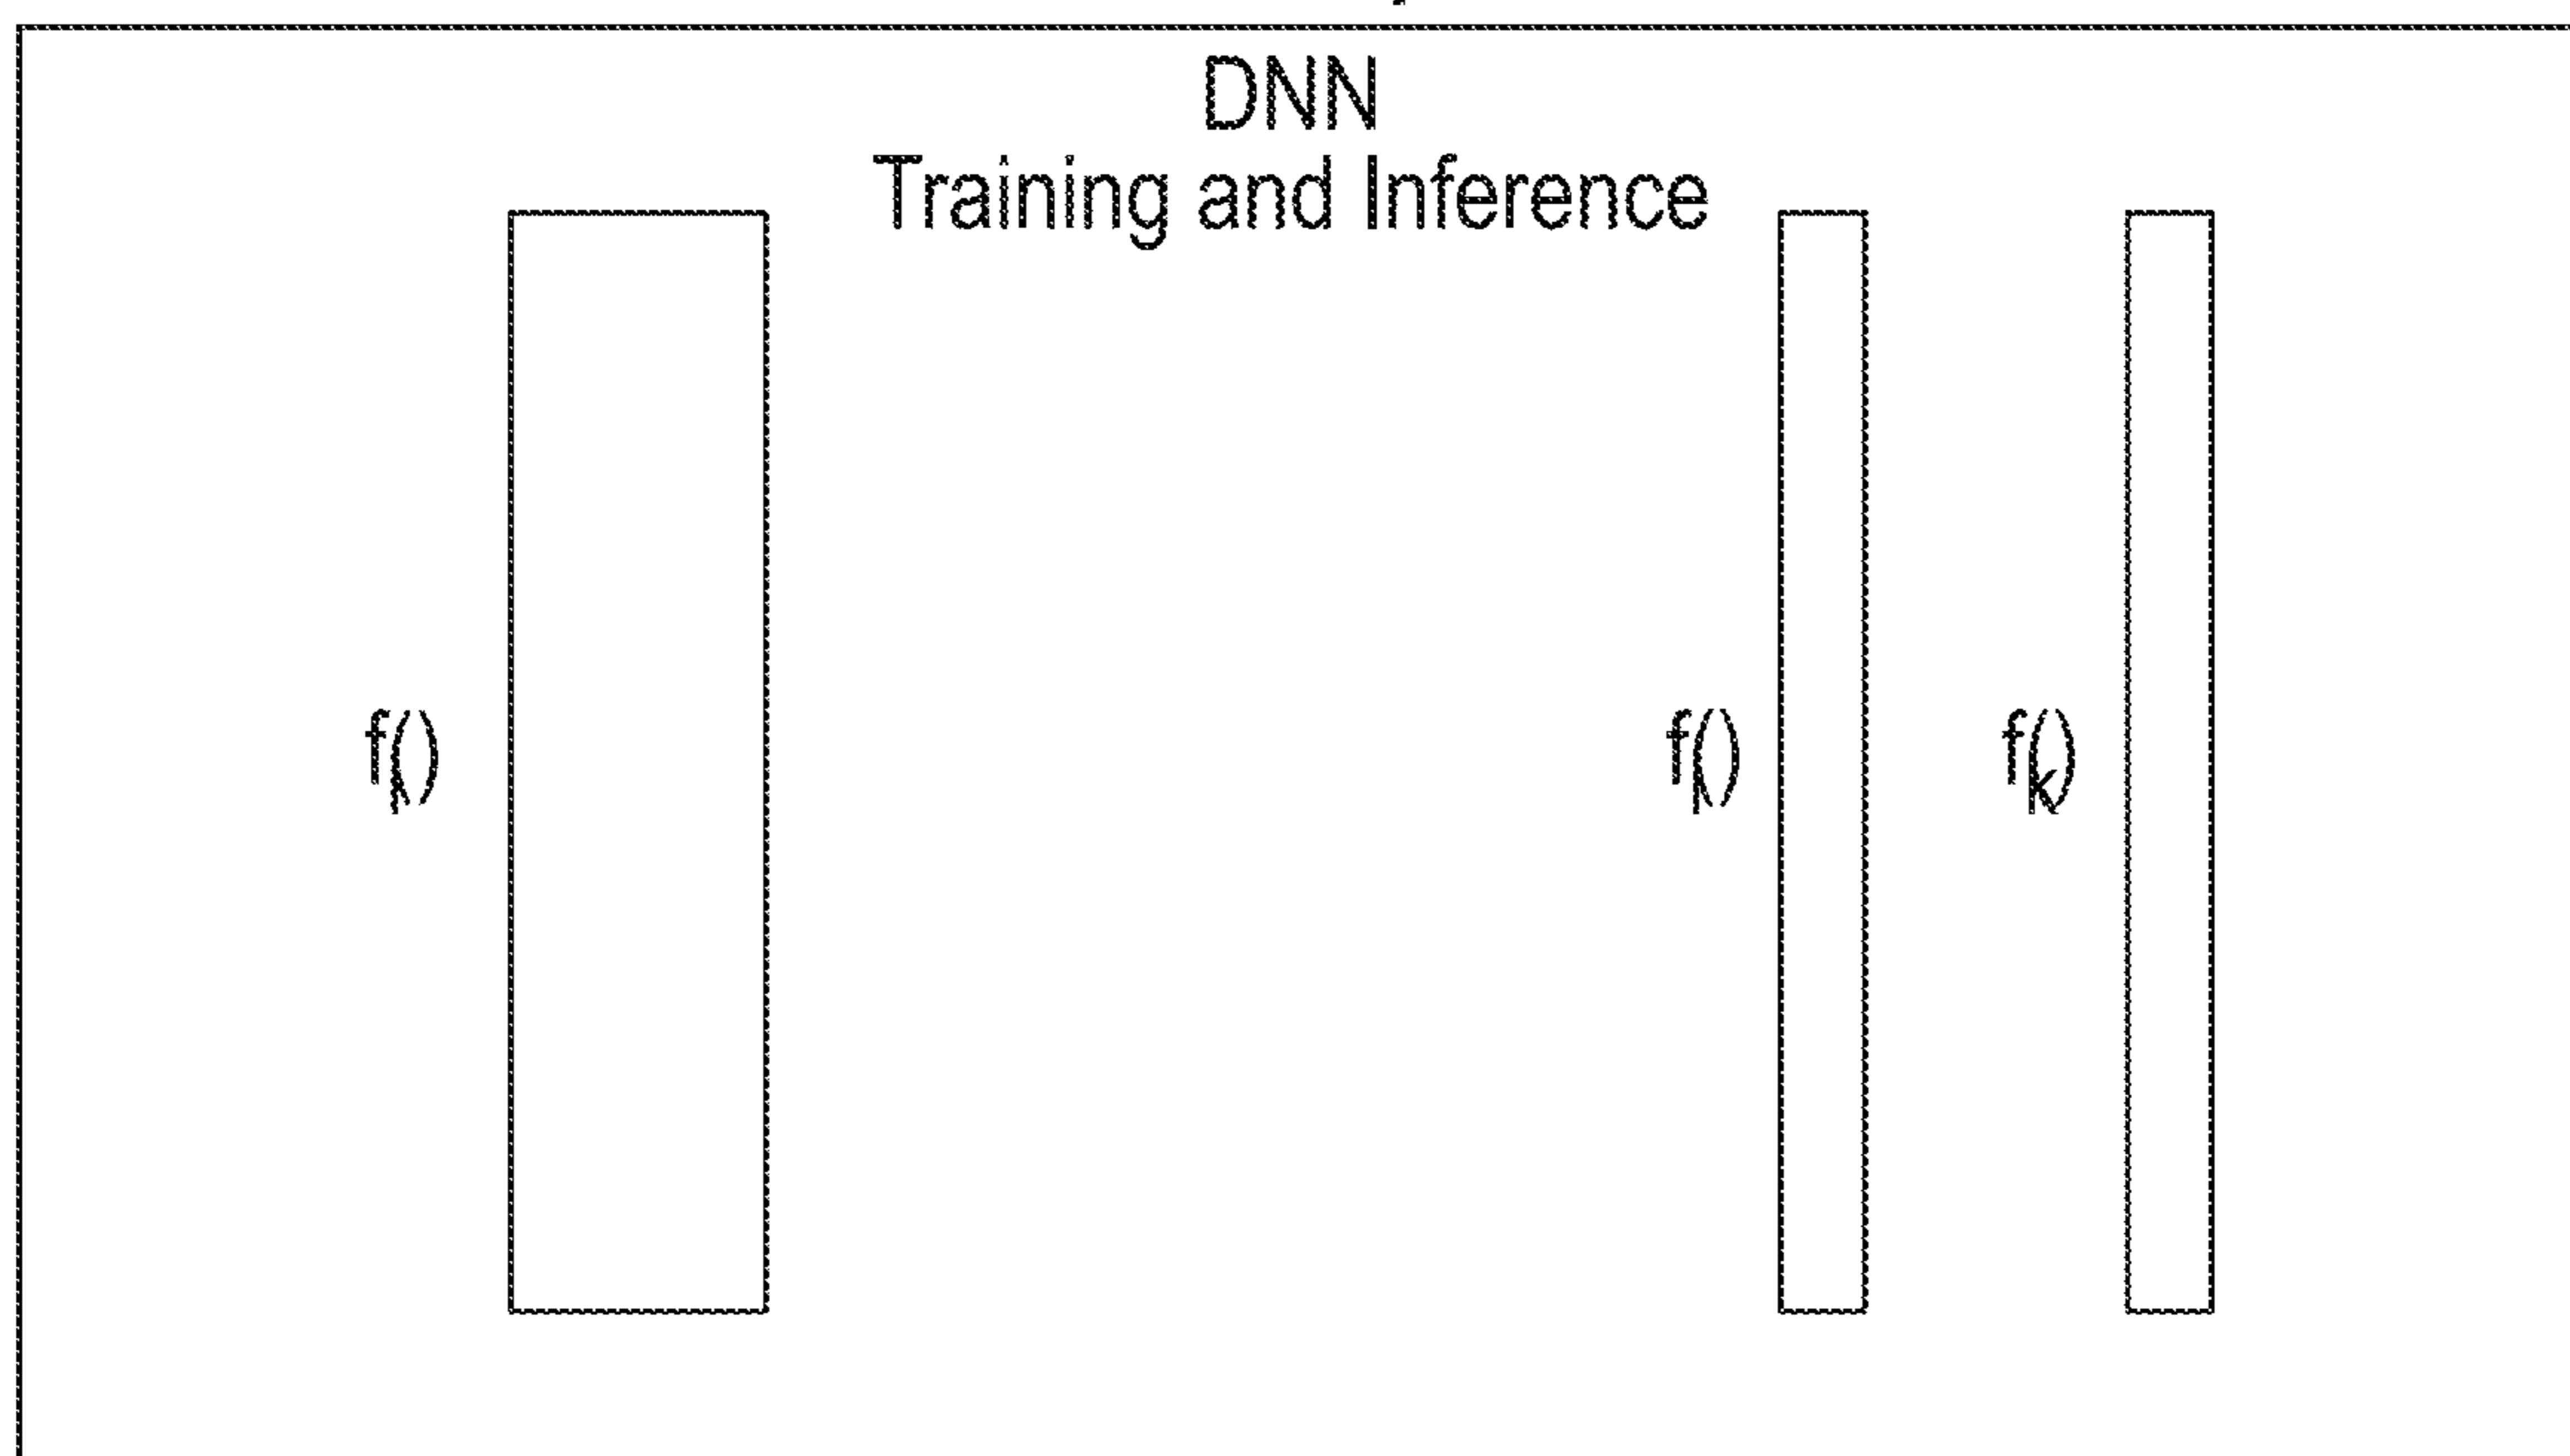 DNN
Training and Inference
f() f() fk()